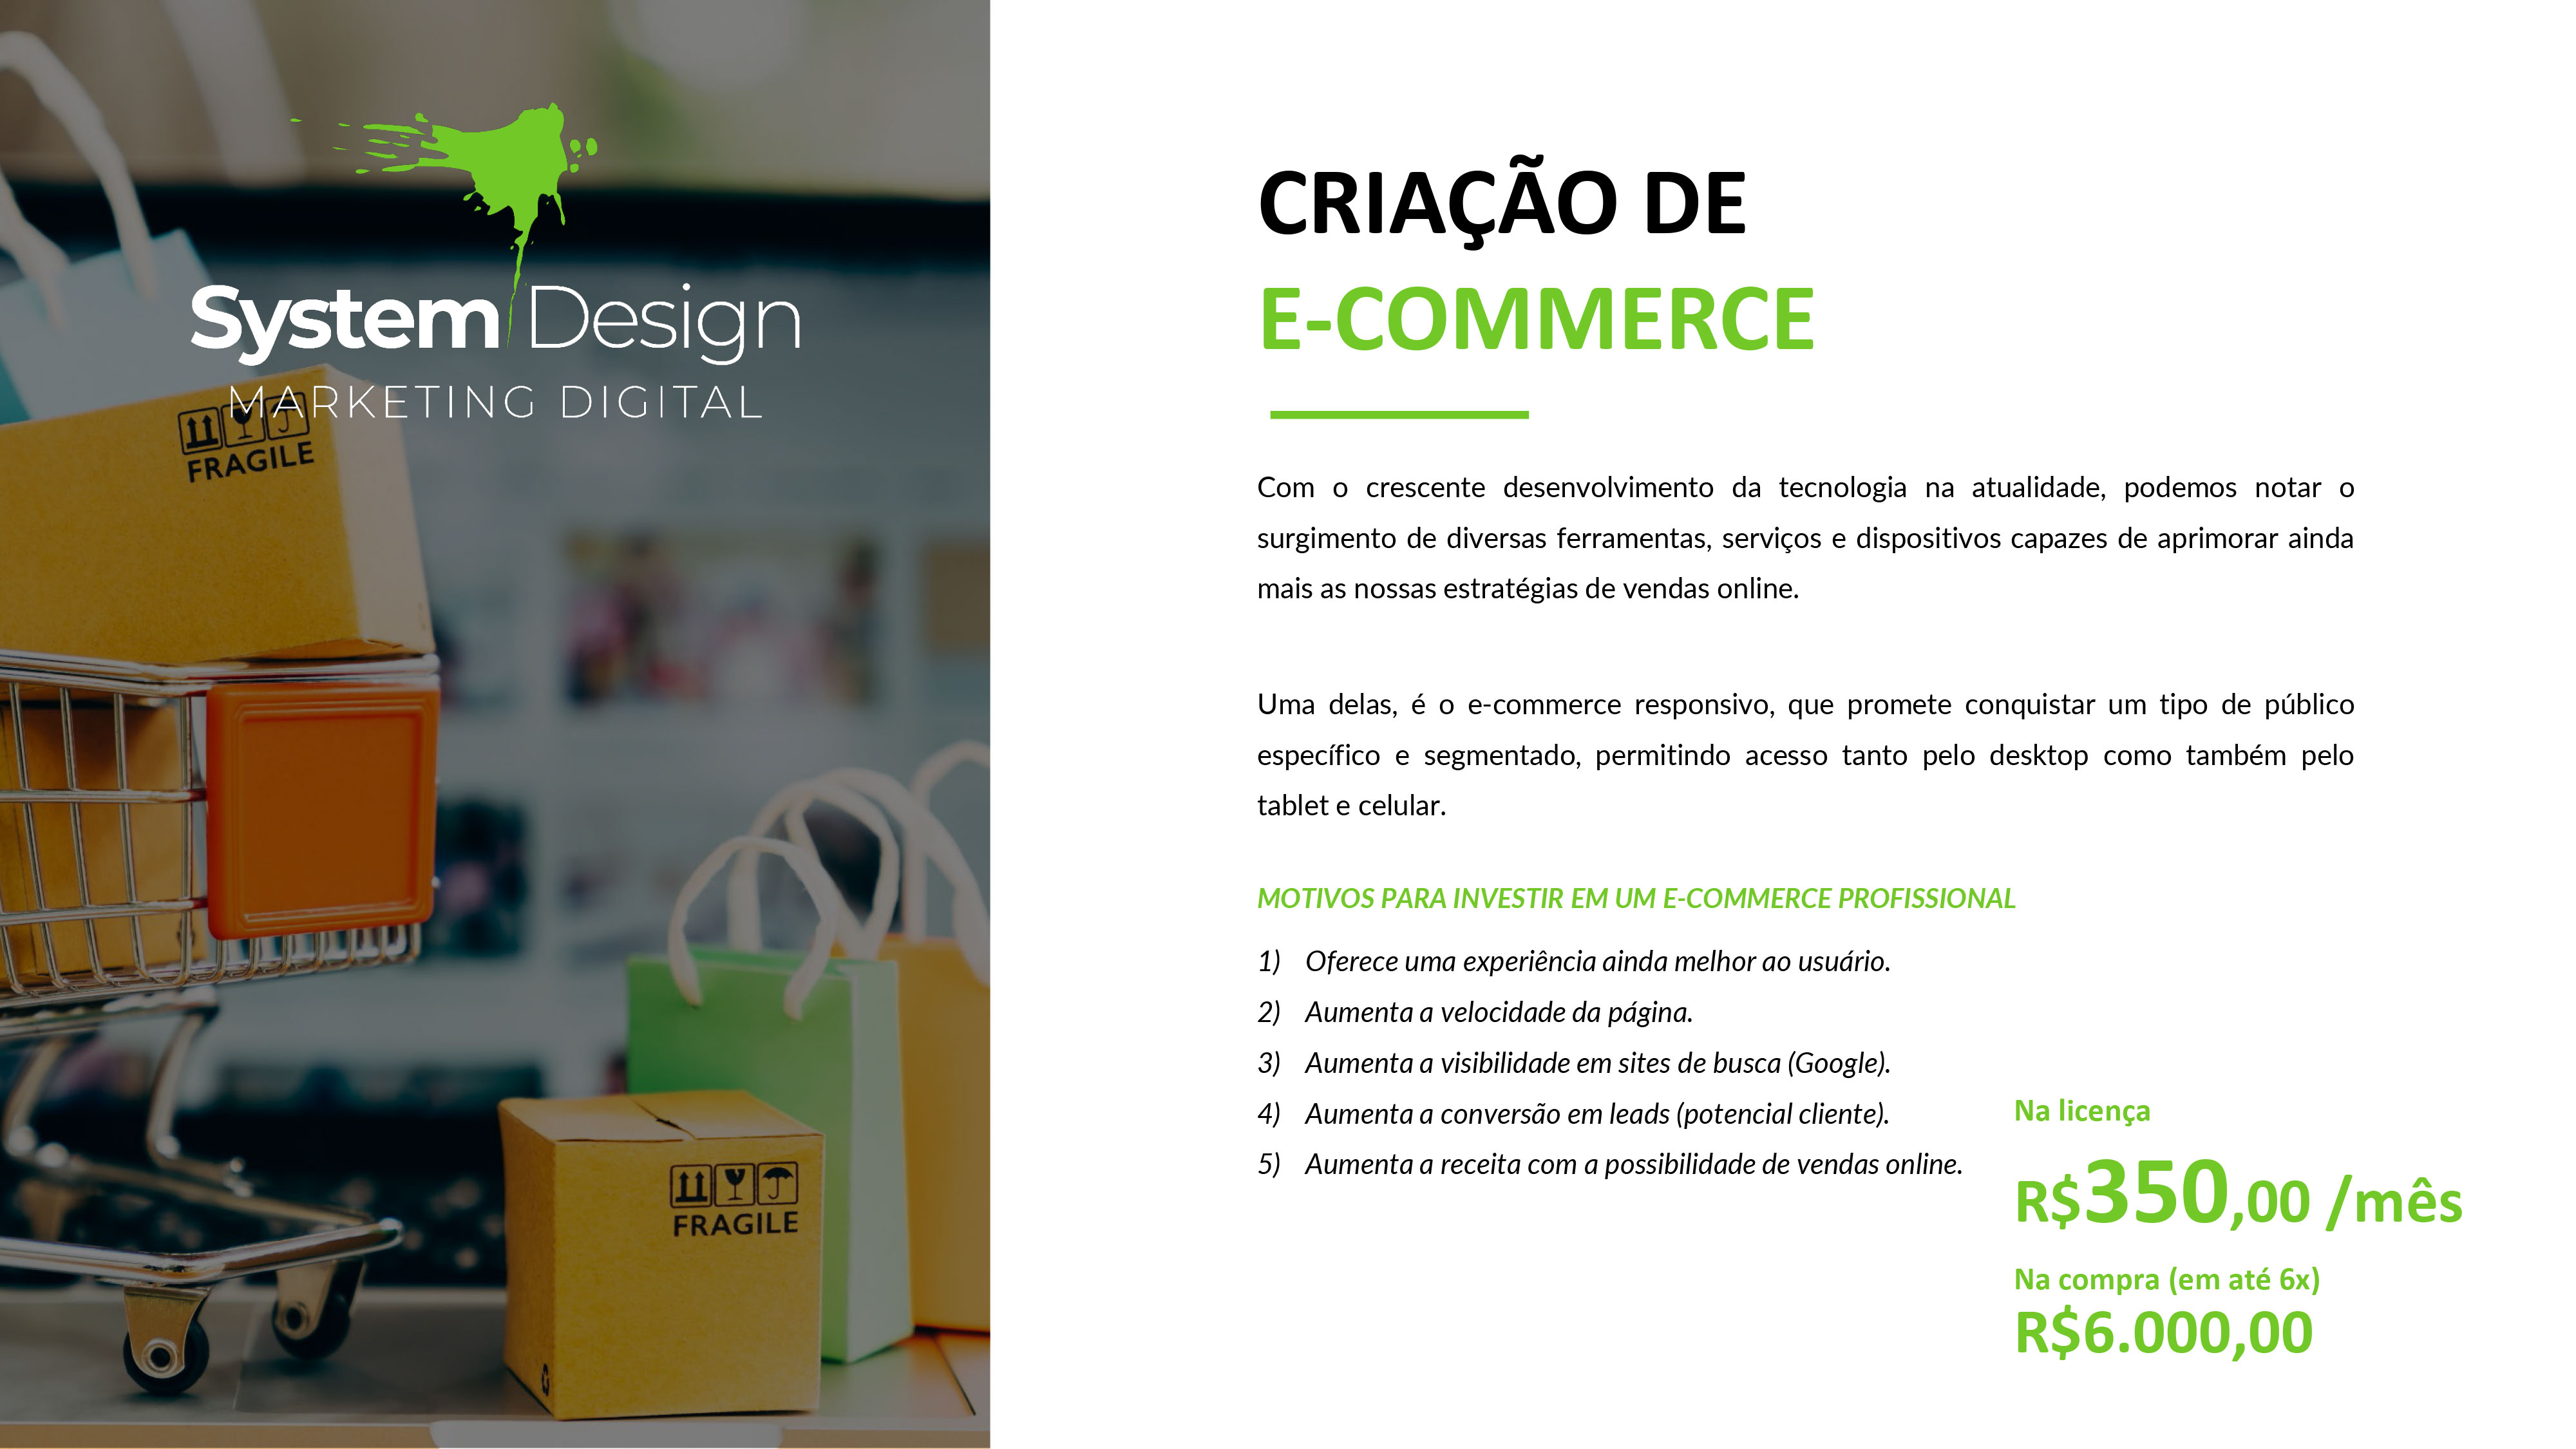 System Design
MARKETING DIGITAL
FRAGILE
FRAGILE
CRIAÇÃO DE
E-COMMERCE
Com o crescente desenvolvimento da tecnologia na atualidade, podemos notar o
surgimento de diversas ferramentas, serviços e dispositivos capazes de aprimorar ainda
mais as nossas estratégias de vendas online.
Uma delas, é o e-commerce responsivo, que promete conquistar um tipo de público
específico e segmentado, permitindo acesso tanto pelo desktop como também pelo
tablet e celular.
MOTIVOS PARA INVESTIR EM UM E-COMMERCE PROFISSIONAL
1) Oferece uma experiência ainda melhor ao usuário.
2) Aumenta a velocidade da página.
3) Aumenta a visibilidade em sites de busca (Google).
4) Aumenta a conversão em leads (potencial cliente).
5) Aumenta a receita com a possibilidade de vendas online.
Na licença
R$350,00 /mês
Na compra (em até 6x)
R$6.000,00